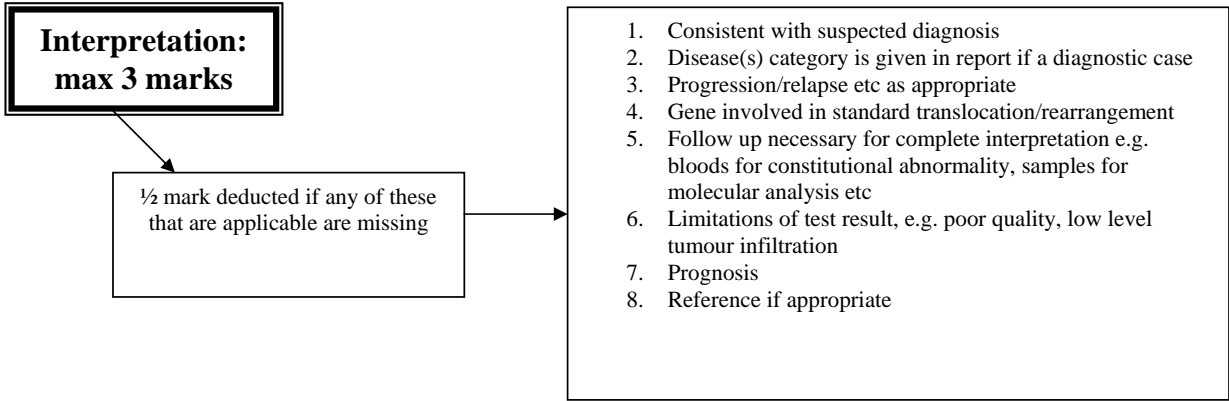 Interpretation:
max 3 marks
½ mark deducted if any of these
that are applicable are missing
1. Consistent with suspected diagnosis
2. Disease(s) category is given in report if a diagnostic case
3. Progression/relapse etc as appropriate
4. Gene involved in standard translocation/rearrangement
5. Follow up necessary for complete interpretation e.g.
bloods for constitutional abnormality, samples for
molecular analysis etc
6. Limitations of test result, e.g. poor quality, low level
tumour infiltration
7. Prognosis
8. Reference if appropriate